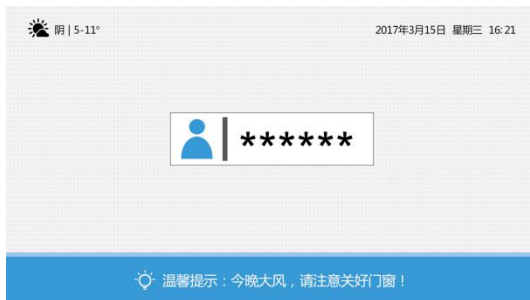 阴 | 5-11° 2017年3月15日 星期三 16:21
******
温馨提示：今晚大风，请注意关好门窗！